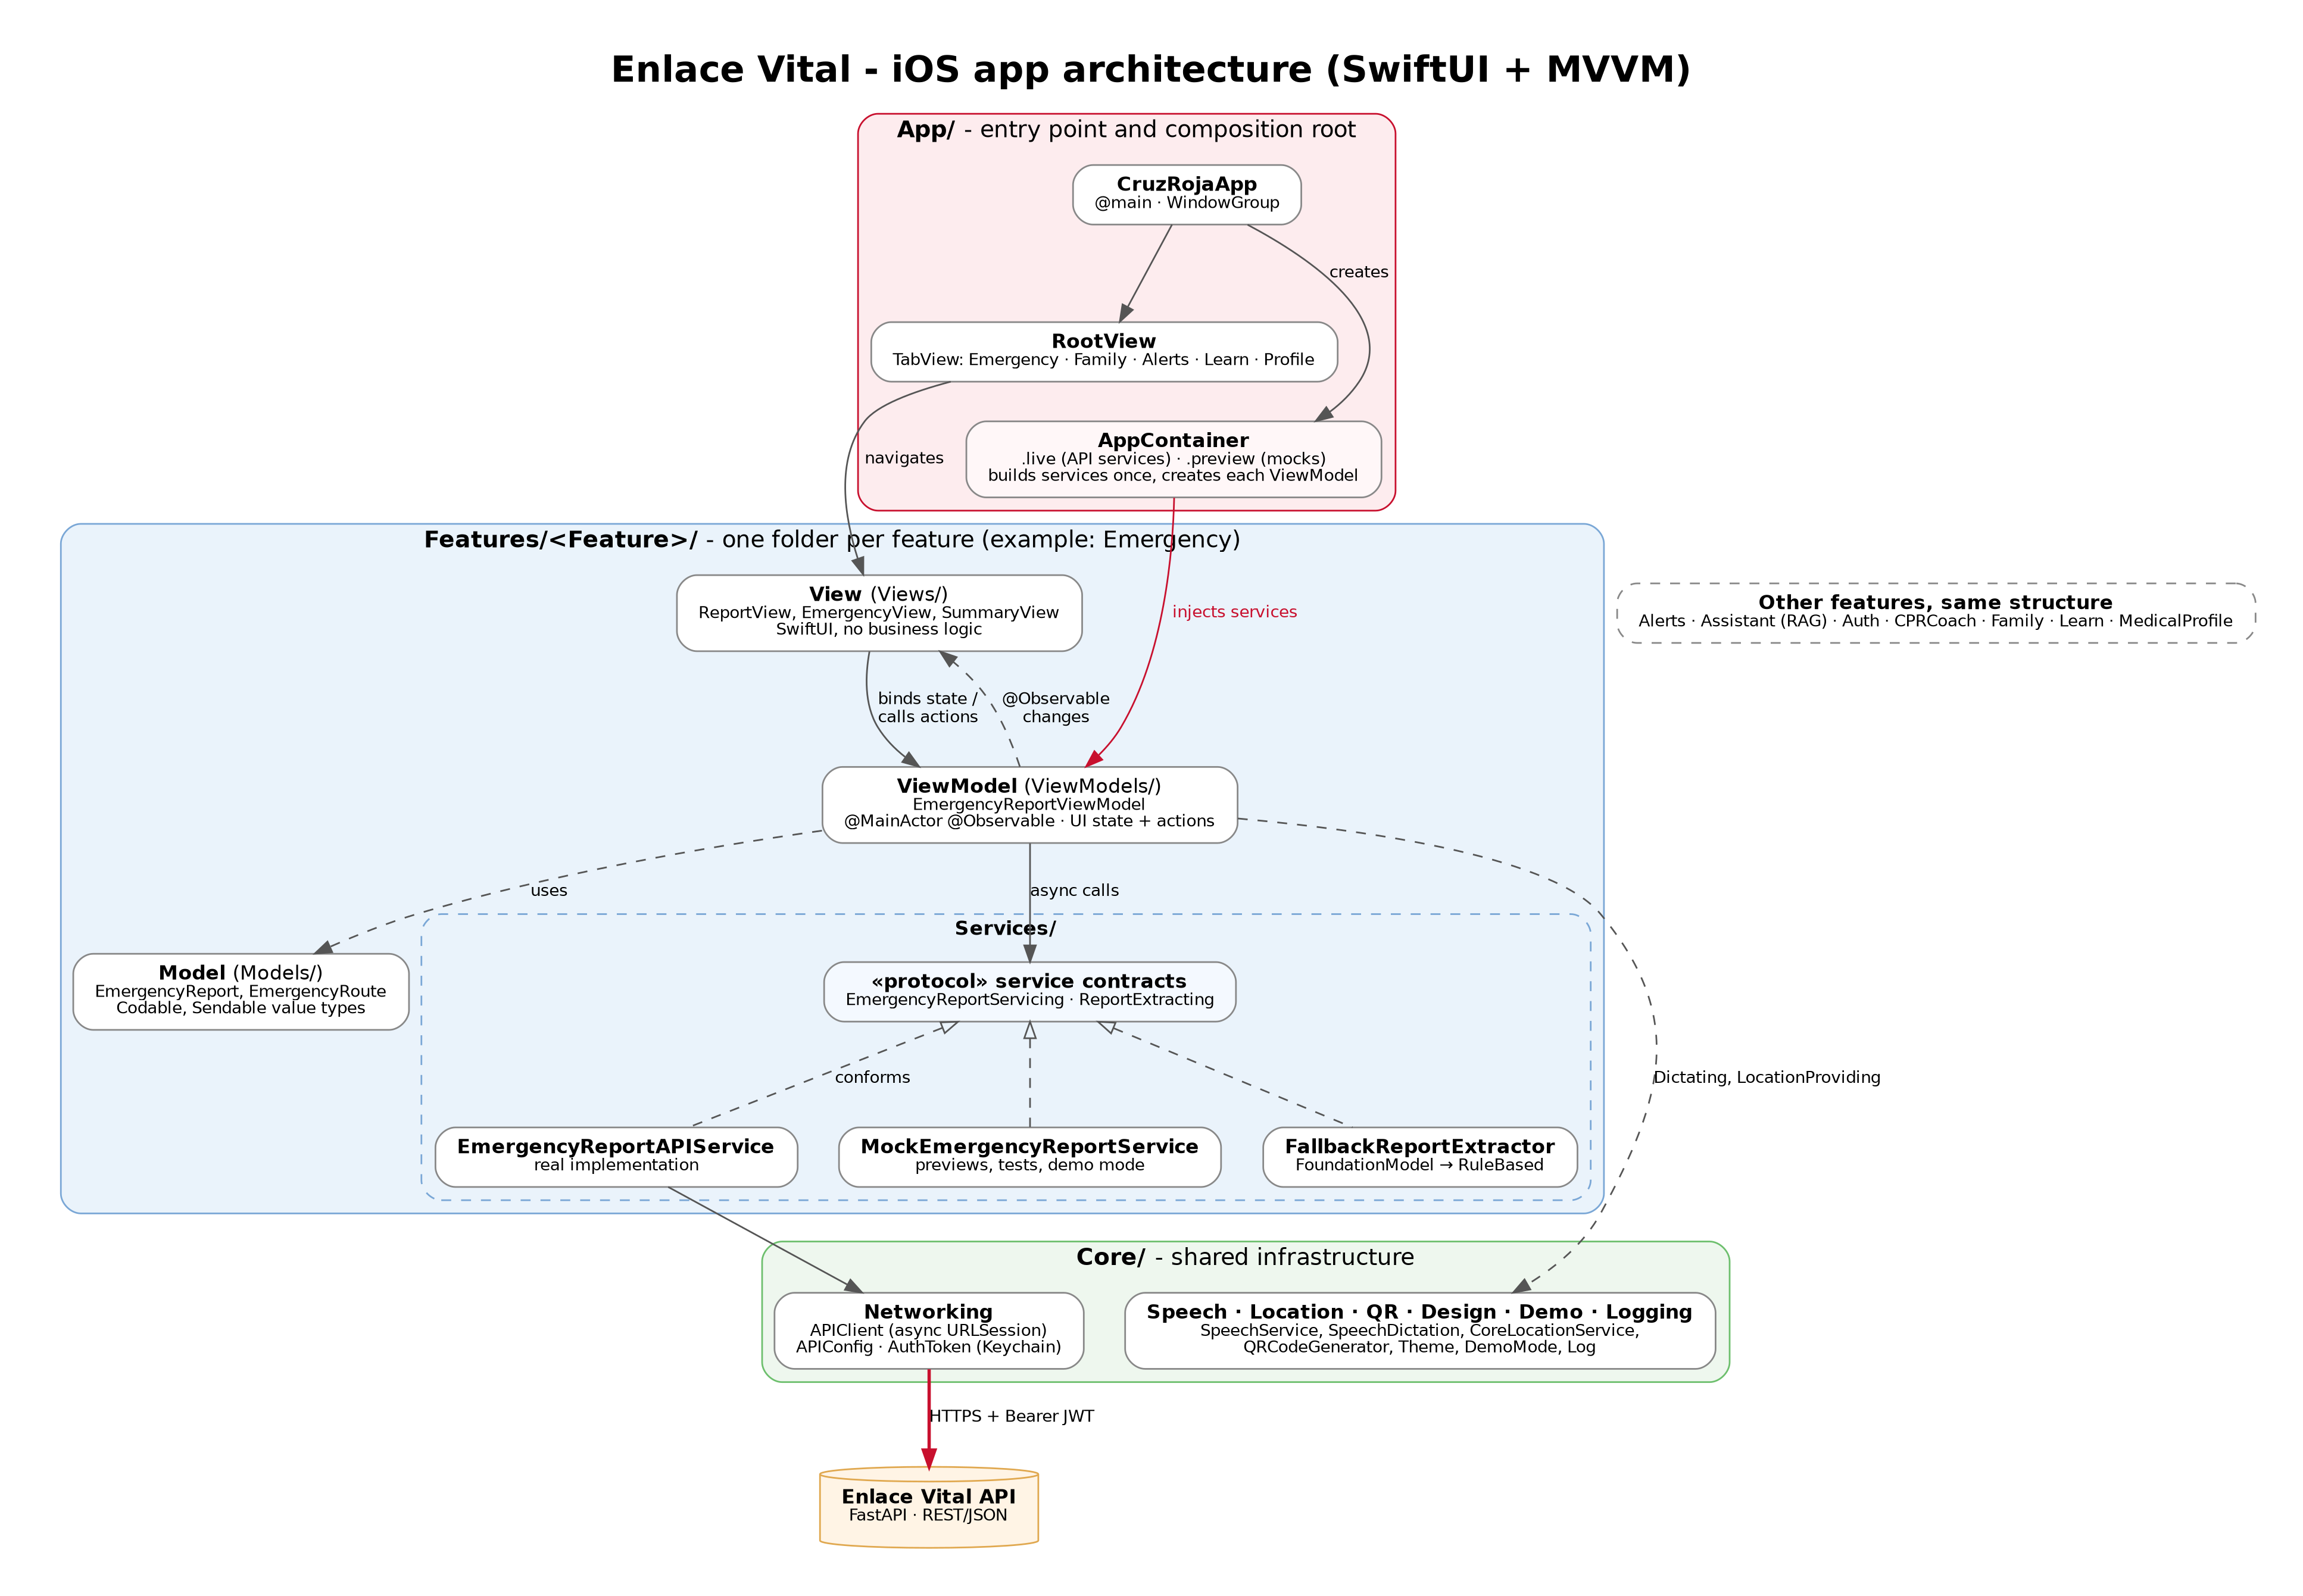 Enlace Vital - iOS app architecture (SwiftUI + MVVM)
App/ - entry point and composition root
CruzRojaApp
@main · WindowGroup
creates
RootView
TabView: Emergency · Family · Alerts · Learn · Profile
navigates
AppContainer
.live (API services) · .preview (mocks)
builds services once, creates each ViewModel
Features/<Feature>/ - one folder per feature (example: Emergency)
View (Views/)
ReportView, EmergencyView, SummaryView
SwiftUI, no business logic
injects services
Other features, same structure
Alerts · Assistant (RAG) · Auth · CPRCoach · Family · Learn · MedicalProfile
binds state /
calls actions
@Observable
changes
ViewModel (ViewModels/)
EmergencyReportViewModel
@MainActor @Observable · UI state + actions
uses
async calls
Services/
Model (Models/)
EmergencyReport, EmergencyRoute
Codable, Sendable value types
«protocol» service contracts
EmergencyReportServicing · ReportExtracting
conforms
Dictating, LocationProviding
EmergencyReportAPIService
real implementation
MockEmergencyReportService
previews, tests, demo mode
FallbackReportExtractor
FoundationModel → RuleBased
Core/ - shared infrastructure
Networking
APIClient (async URLSession)
APIConfig · AuthToken (Keychain)
Speech · Location · QR · Design · Demo · Logging
SpeechService, SpeechDictation, CoreLocationService,
QRCodeGenerator, Theme, DemoMode, Log
HTTPS + Bearer JWT
Enlace Vital API
FastAPI · REST/JSON